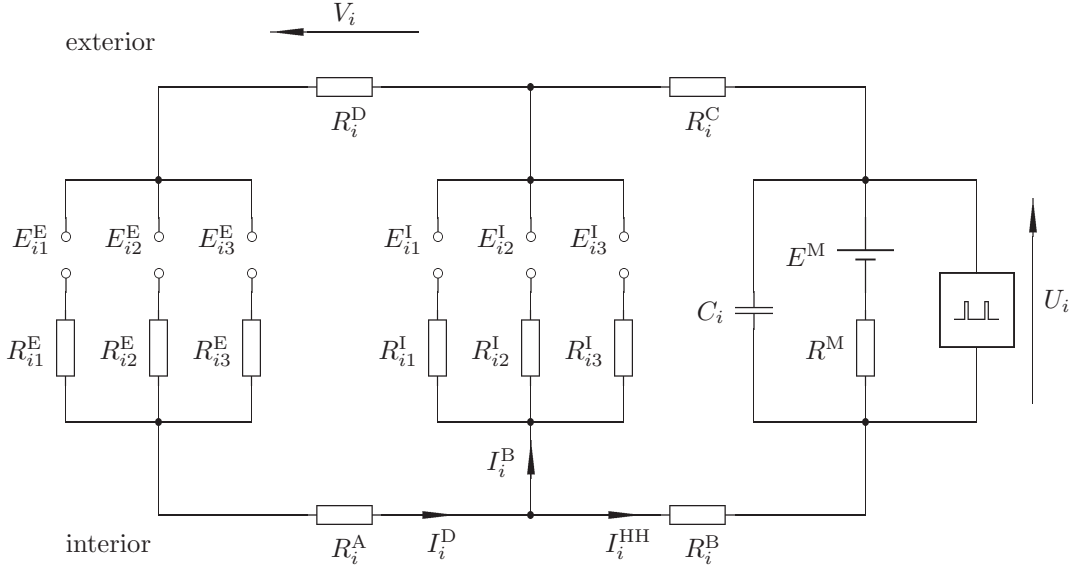 V_i
exterior
R_i^D
R_i^C
E_{i1}^E E_{i2}^E E_{i3}^E
E_{i1}^I E_{i2}^I E_{i3}^I
E^M
C_i
U_i
R_{i1}^E R_{i2}^E R_{i3}^E
R_{i1}^I R_{i2}^I R_{i3}^I
R^M
I_i^B
interior
R_i^A
I_i^D
I_i^{HH}
R_i^B